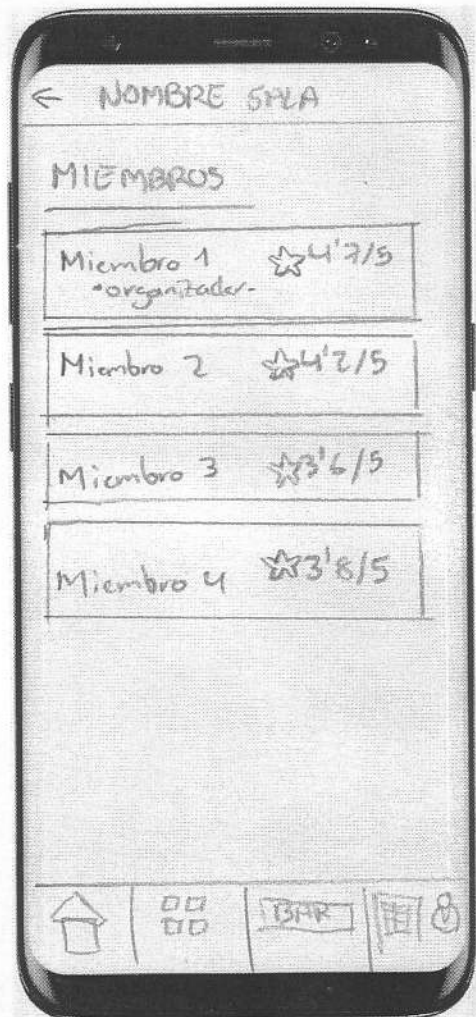 ← NOMBRE SALA
MIEMBROS
Miembro 1 ☆4'7/5
•organizador-
Miembro 2 ☆4'2/5
Miembro 3 ☆3'6/5
Miembro 4 ☆3'8/5
BAR